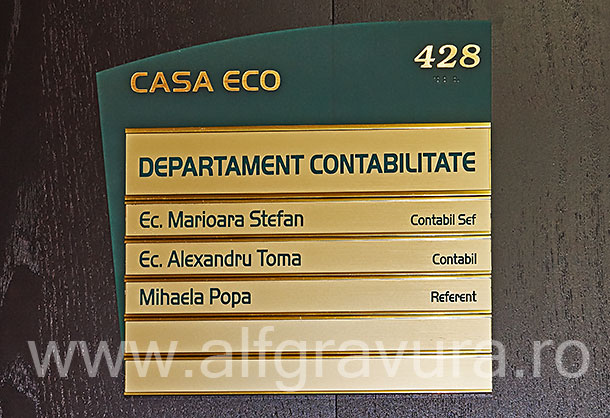 428
CASA ECO
DEPARTAMENT CONTABILITATE
Ec. Marioara Stefan Contabil Sef
Ec. Alexandru Toma Contabil
Mihaela Popa Referent
www.alfgravura.ro